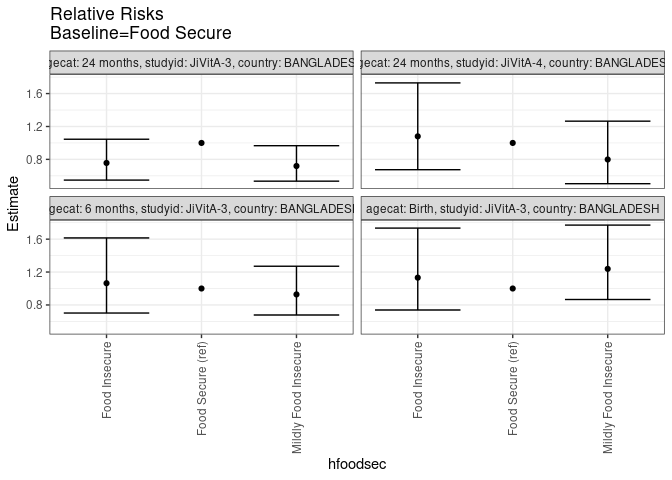 Relative Risks
Baseline=Food Secure
gecat: 24 months, studyid: JiVitA-3, country: BANGLADES
gecat: 24 months, studyid: JiVitA-4, country: BANGLADES
1.6
1.2
0.8
Estimate
gecat: 6 months, studyid: JiVitA-3, country: BANGLADESH
agecat: Birth, studyid: JiVitA-3, country: BANGLADESH
1.6
1.2
0.8
Food Insecure
Food Secure (ref)
Mildly Food Insecure
Food Insecure
Food Secure (ref)
Mildly Food Insecure
hfoodsec